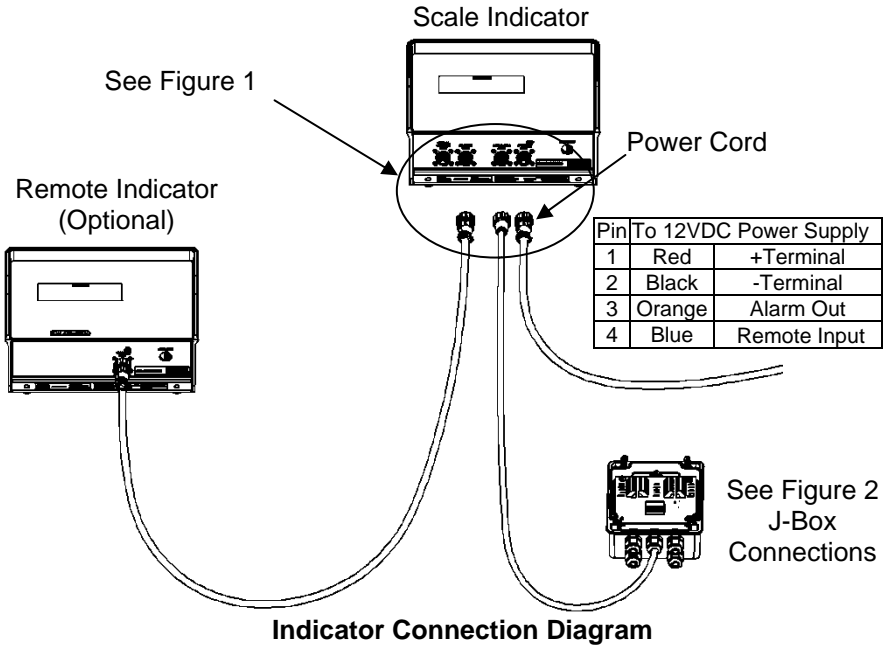 Scale Indicator
See Figure 1
Power Cord
Remote Indicator
(Optional)
Pin To 12VDC Power Supply
1 Red +Terminal
2 Black -Terminal
3 Orange Alarm Out
4 Blue Remote Input
See Figure 2
J-Box
Connections
Indicator Connection Diagram